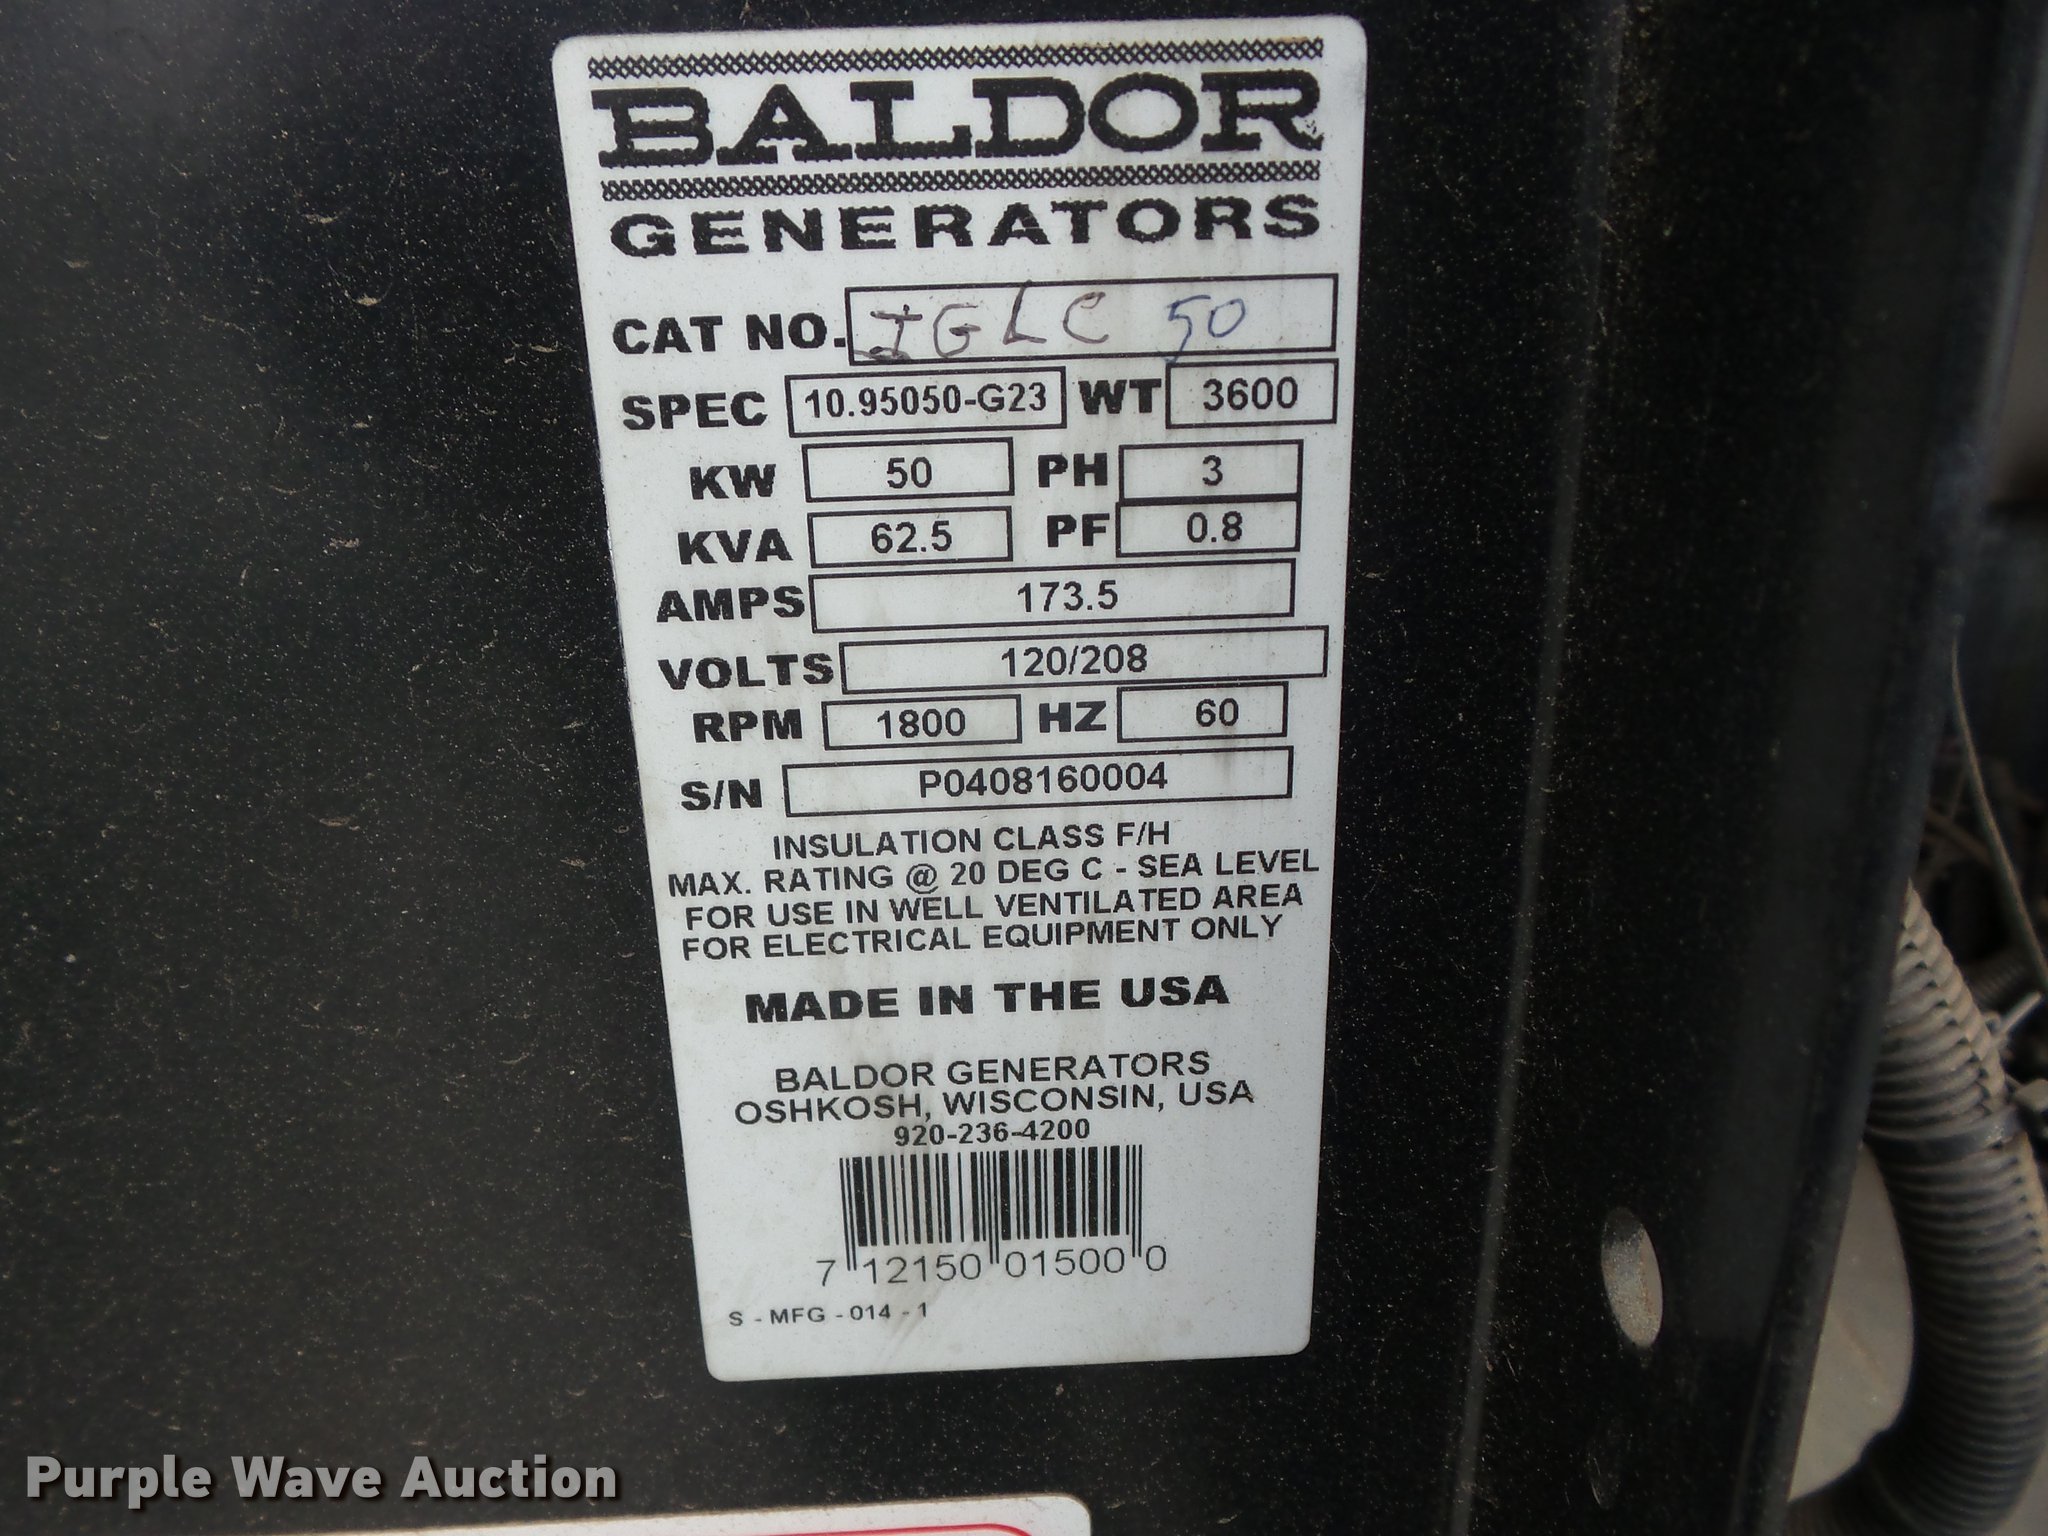 BALDOR
GENERATORS
CAT NO. IGLC 50
SPEC 10.95050-G23 WT 3600
KW 50 PH 3
KVA 62.5 PF 0.8
AMPS 173.5
VOLTS 120/208
RPM 1800 HZ 60
S/N P0408160004
INSULATION CLASS F/H
MAX. RATING @ 20 DEG C - SEA LEVEL
FOR USE IN WELL VENTILATED AREA
FOR ELECTRICAL EQUIPMENT ONLY
MADE IN THE USA
BALDOR GENERATORS
OSHKOSH, WISCONSIN, USA
920-236-4200
7 12150 01500 0
S - MFG - 014 - 1
Purple Wave Auction